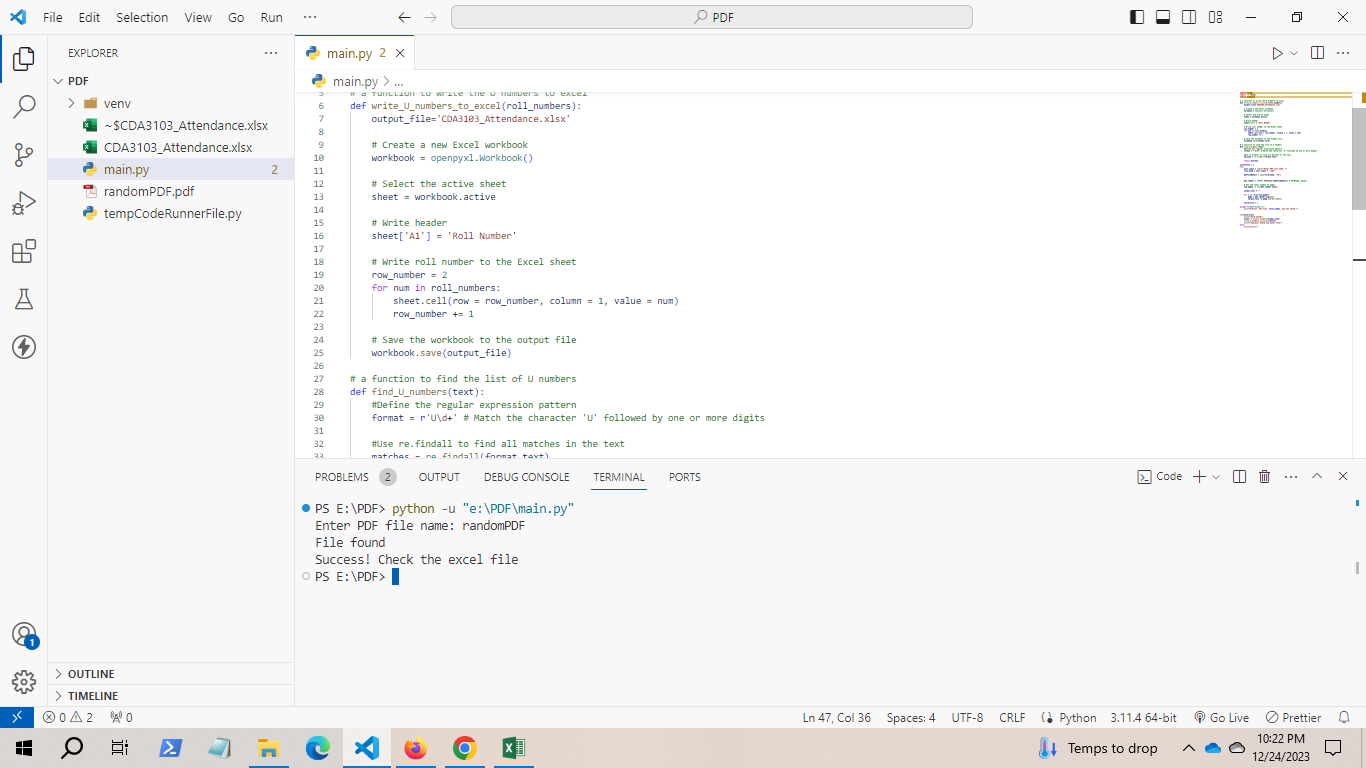 File Edit Selection View Go Run ···
PDF
EXPLORER
PDF
venv
~$CDA3103_Attendance.xlsx
CDA3103_Attendance.xlsx
main.py 2
randomPDF.pdf
tempCodeRunnerFile.py
OUTLINE
TIMELINE
main.py 2
main.py > ...
5 # a function to write the U numbers to excel
6 def write_U_numbers_to_excel(roll_numbers):
7 output_file='CDA3103_Attendance.xlsx'
8
9 # Create a new Excel workbook
10 workbook = openpyxl.Workbook()
11
12 # Select the active sheet
13 sheet = workbook.active
14
15 # Write header
16 sheet['A1'] = 'Roll Number'
17
18 # Write roll number to the Excel sheet
19 row_number = 2
20 for num in roll_numbers:
21 sheet.cell(row = row_number, column = 1, value = num)
22 row_number += 1
23
24 # Save the workbook to the output file
25 workbook.save(output_file)
26
27 # a function to find the list of U numbers
28 def find_U_numbers(text):
29 #Define the regular expression pattern
30 format = r'U\d+' # Match the character 'U' followed by one or more digits
31
32 #Use re.findall to find all matches in the text
33 matches = re.findall(format,text)
PROBLEMS 2 OUTPUT DEBUG CONSOLE TERMINAL PORTS
Code
PS E:\PDF> python -u "e:\PDF\main.py"
Enter PDF file name: randomPDF
File found
Success! Check the excel file
PS E:\PDF>
1
0 2 0
Ln 47, Col 36 Spaces: 4 UTF-8 CRLF Python 3.11.4 64-bit Go Live Prettier
Temps to drop
10:22 PM
12/24/2023